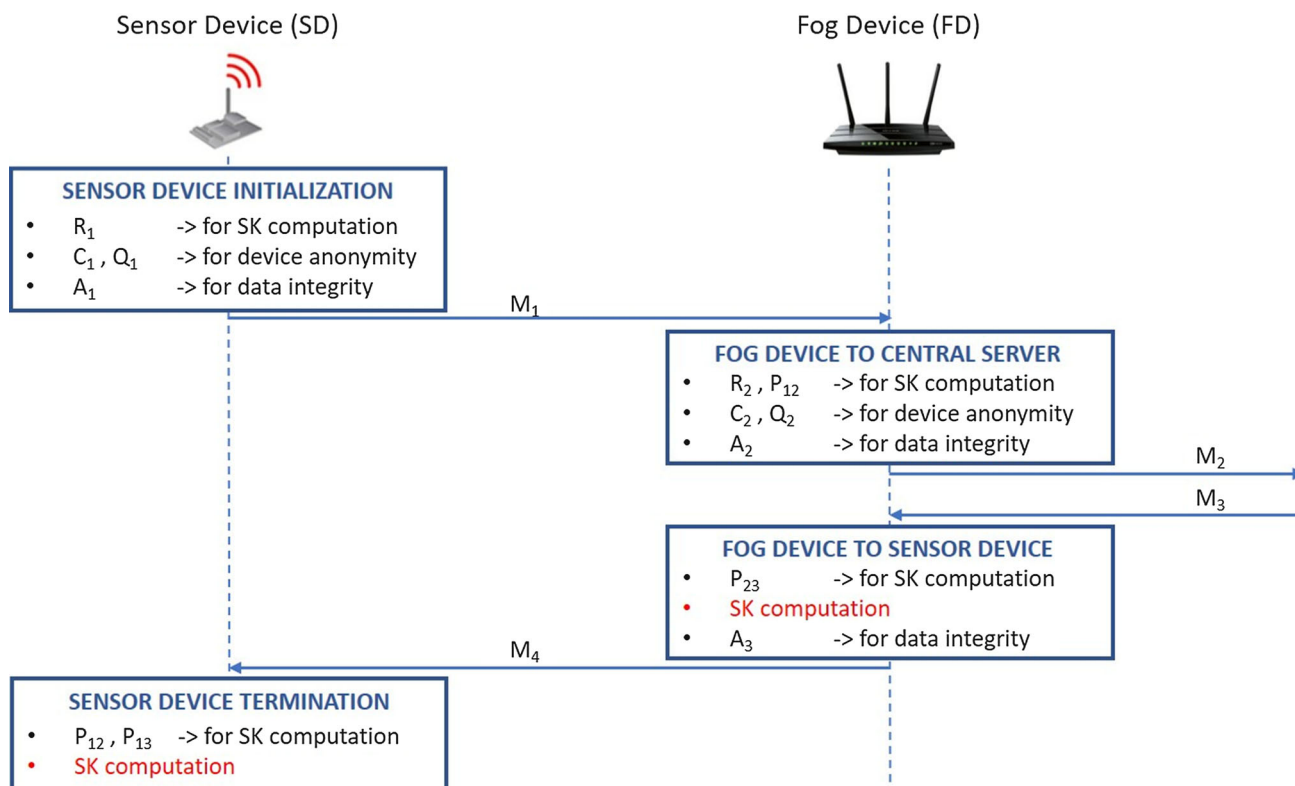 Sensor Device (SD)
Fog Device (FD)
SENSOR DEVICE INITIALIZATION
• R₁ -> for SK computation
• C₁ , Q₁ -> for device anonymity
• A₁ -> for data integrity
M₁
FOG DEVICE TO CENTRAL SERVER
• R₂ , P₁₂ -> for SK computation
• C₂ , Q₂ -> for device anonymity
• A₂ -> for data integrity
M₂
M₃
FOG DEVICE TO SENSOR DEVICE
• P₂₃ -> for SK computation
• SK computation
• A₃ -> for data integrity
M₄
SENSOR DEVICE TERMINATION
• P₁₂ , P₁₃ -> for SK computation
• SK computation